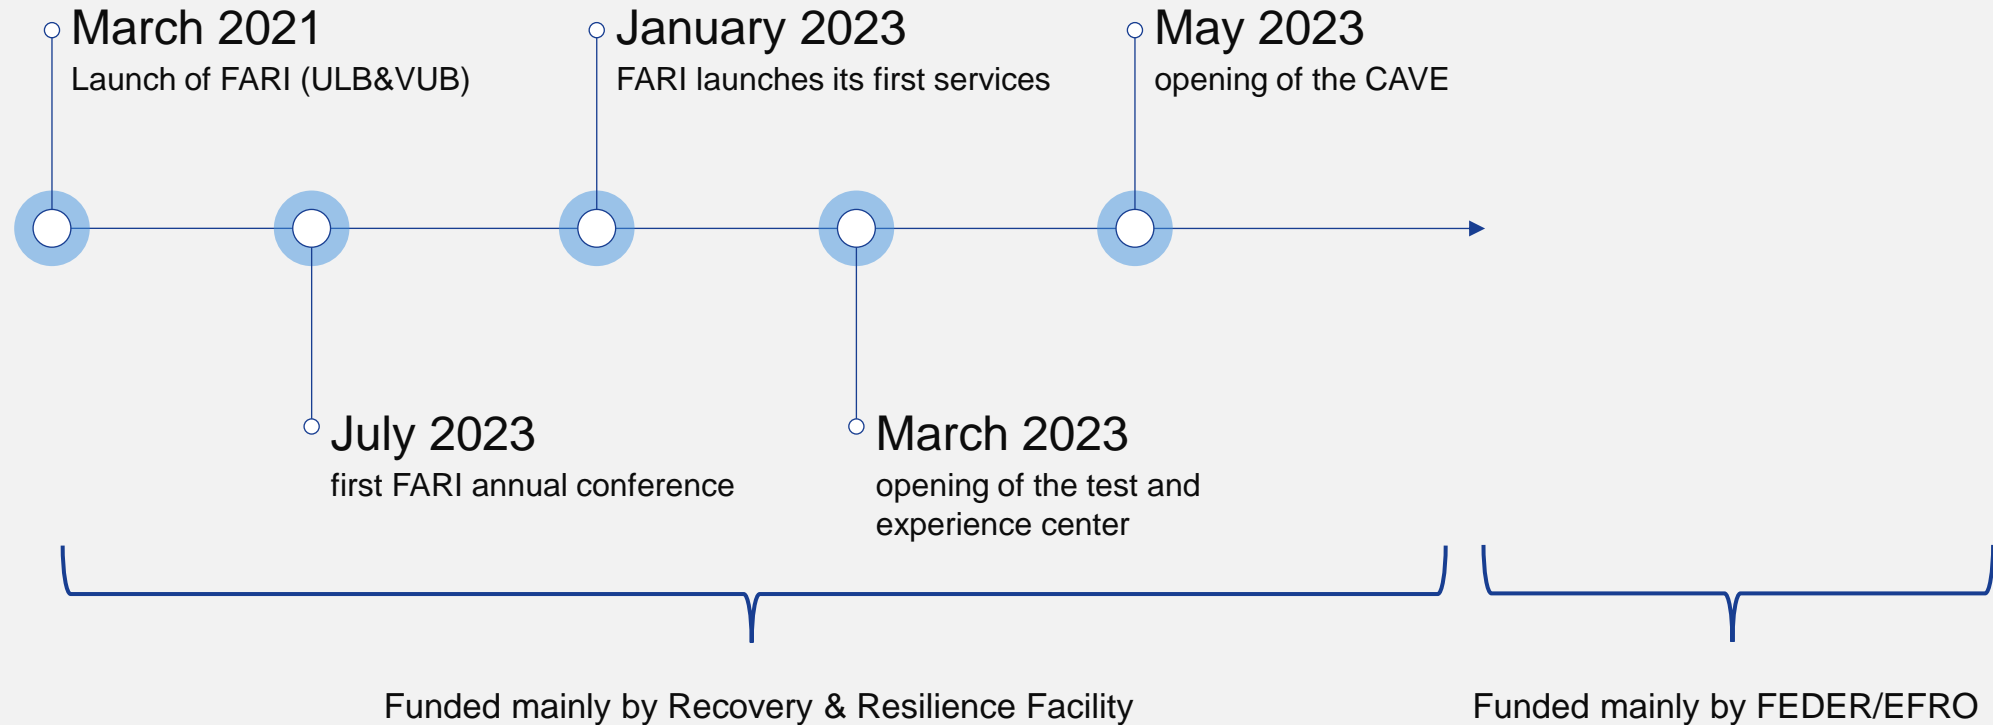 March 2021
Launch of FARI (ULB&VUB)
January 2023
FARI launches its first services
May 2023
opening of the CAVE
July 2023
first FARI annual conference
March 2023
opening of the test and
experience center
Funded mainly by Recovery & Resilience Facility
Funded mainly by FEDER/EFRO